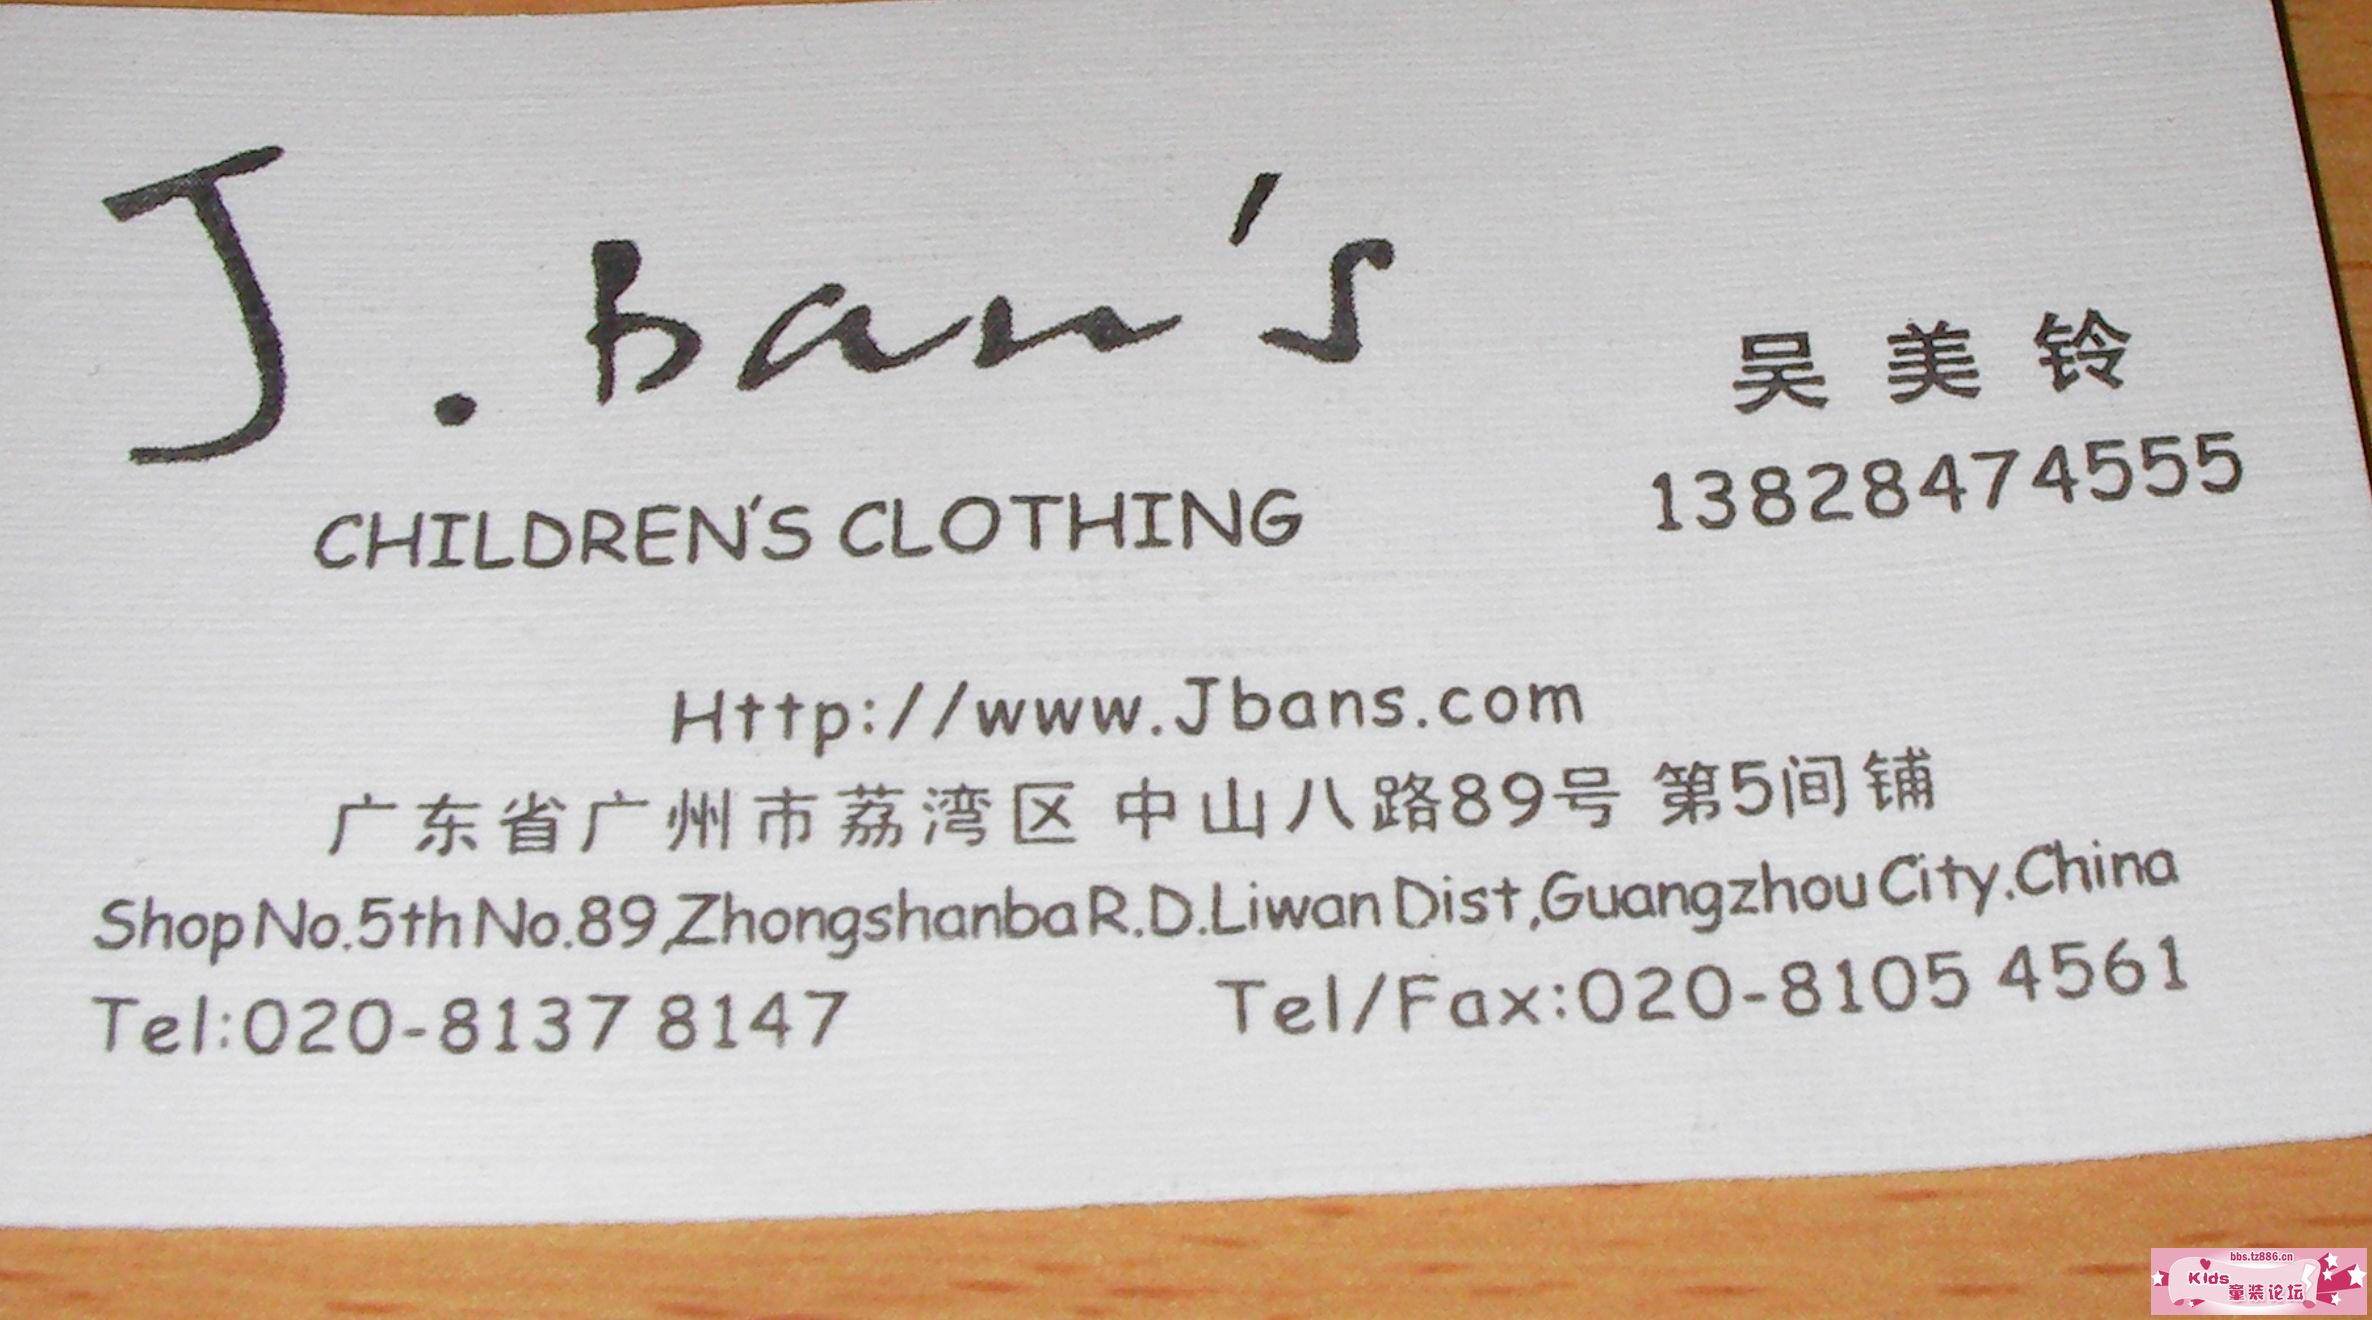 J.Ban's
CHILDREN'S CLOTHING
吴美铃
13828474555
Http://www.Jbans.com
广东省广州市荔湾区 中山八路89号 第5间铺
Shop No.5th No.89,Zhongshanba R.D.Liwan Dist,Guangzhou City.China
Tel:020-8137 8147 Tel/Fax:020-8105 4561
bbs.tz886.cn
Kids
童装论坛